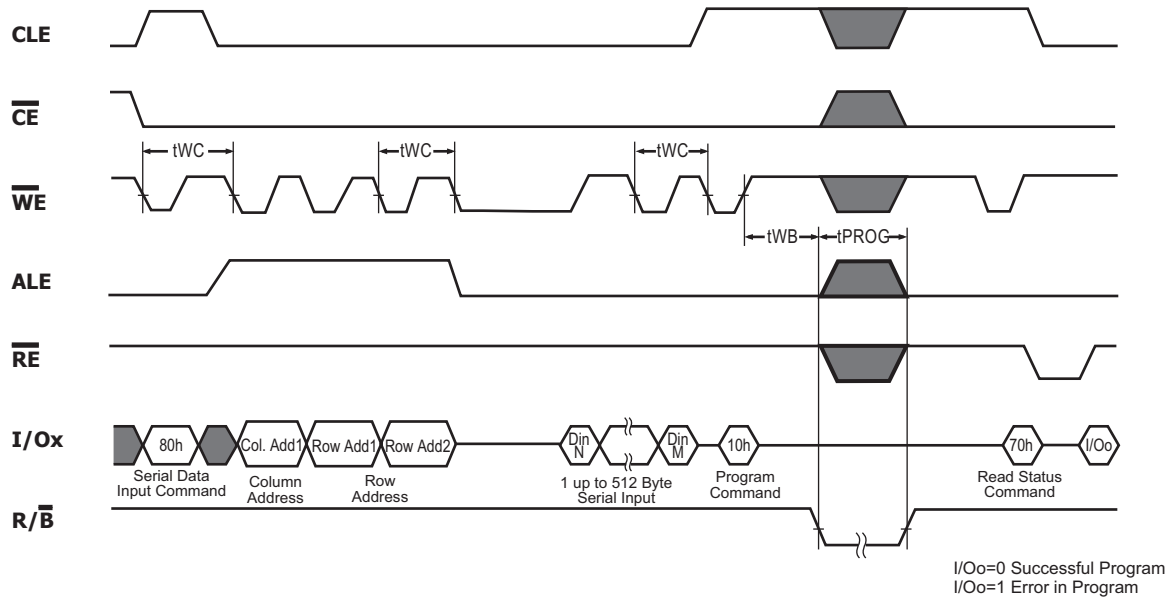 CLE
CE
tWC
tWC
tWC
WE
tWB
tPROG
ALE
RE
I/Ox
80h
Col. Add1
Row Add1
Row Add2
Din
N
Din
M
10h
70h
I/Oo
Serial Data
Input Command
Column
Address
Row
Address
1 up to 512 Byte
Serial Input
Program
Command
Read Status
Command
R/B
I/Oo=0 Successful Program
I/Oo=1 Error in Program